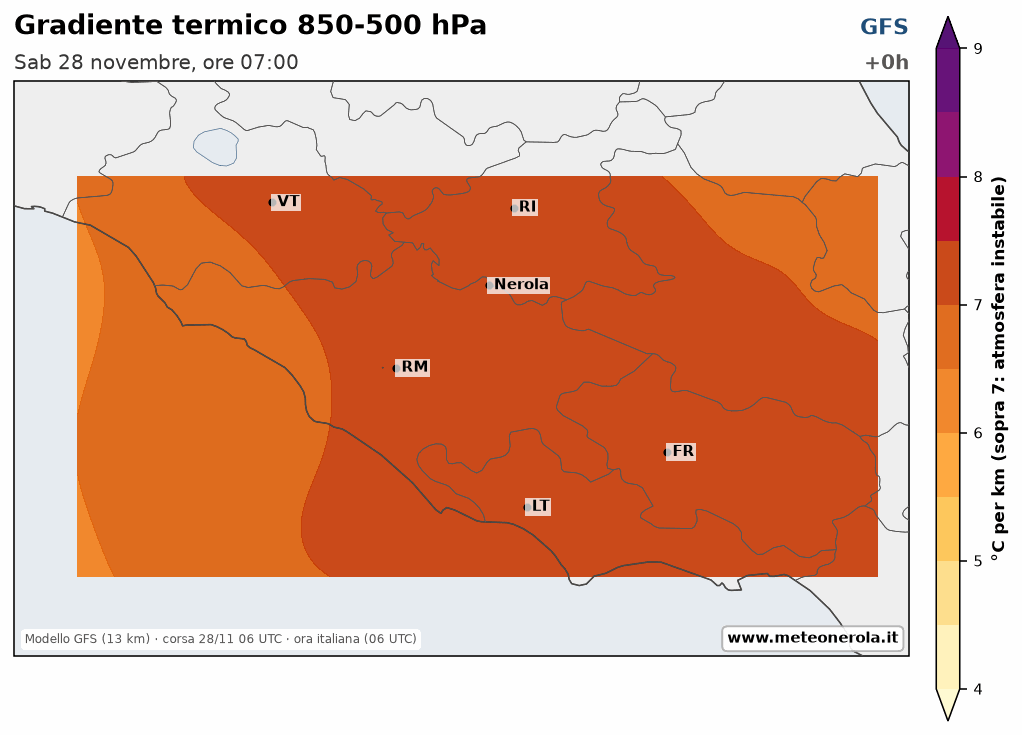 Gradiente termico 850-500 hPa
GFS
Sab 28 novembre, ore 07:00
+0h
9
8
7
6
5
4
°C per km (sopra 7: atmosfera instabile)
VT
RI
Nerola
RM
FR
LT
Modello GFS (13 km) · corsa 28/11 06 UTC · ora italiana (06 UTC)
www.meteonerola.it